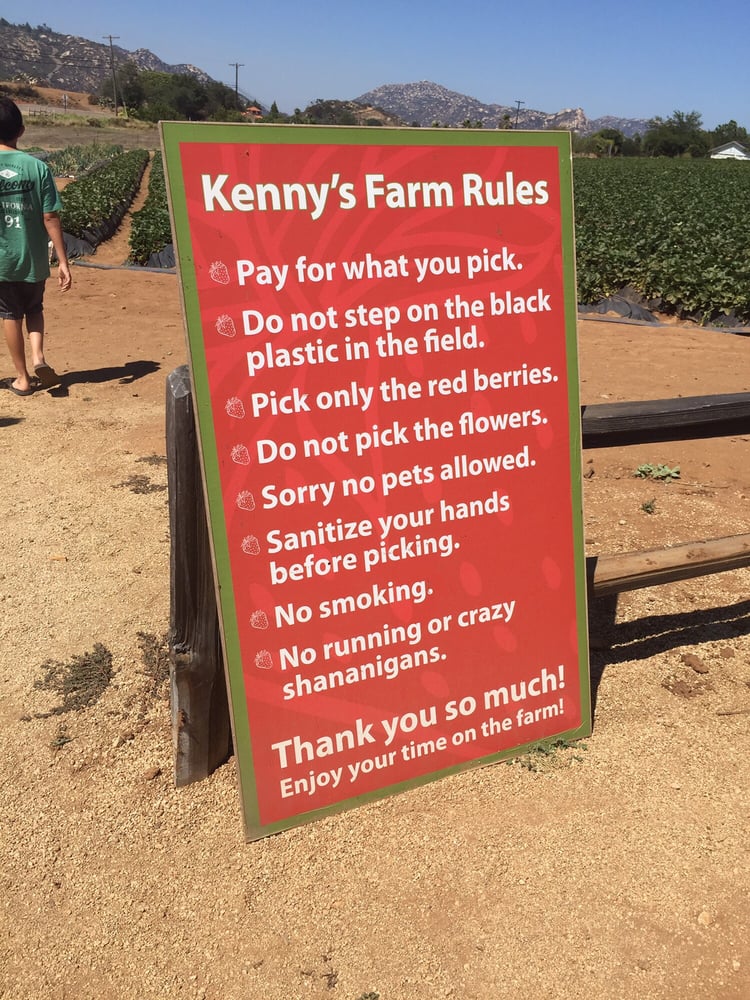 Kenny's Farm Rules
Pay for what you pick.
Do not step on the black
plastic in the field.
Pick only the red berries.
Do not pick the flowers.
Sorry no pets allowed.
Sanitize your hands
before picking.
No smoking.
No running or crazy
shananigans.
Thank you so much!
Enjoy your time on the farm!
91